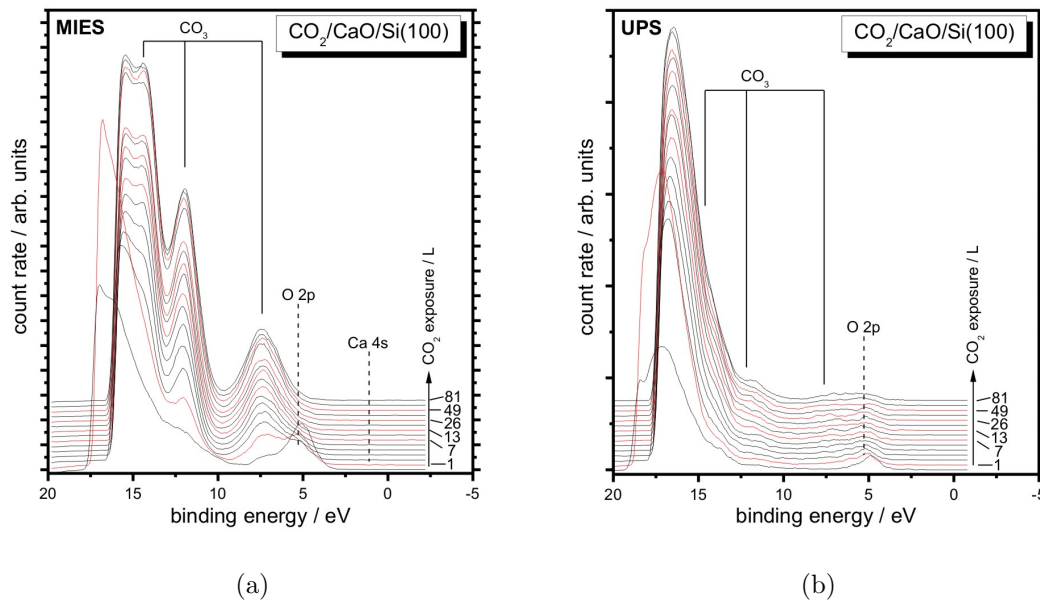 MIES
CO₂/CaO/Si(100)
CO₃
O 2p
Ca 4s
CO₂ exposure / L
81
49
26
13
7
1
count rate / arb. units
20 15 10 5 0 -5
binding energy / eV
(a)
UPS
CO₂/CaO/Si(100)
CO₃
O 2p
CO₂ exposure / L
81
49
26
13
7
1
count rate / arb. units
20 15 10 5 0 -5
binding energy / eV
(b)